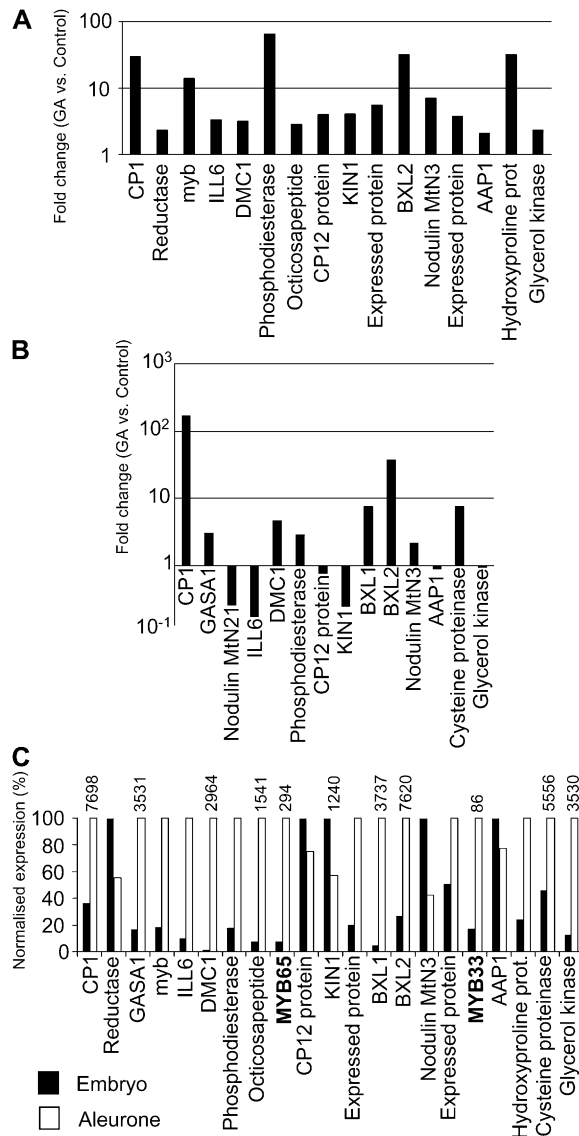 A
Fold change (GA vs. Control)
100
10
1
CP1
Reductase
myb
ILL6
DMC1
Phosphodiesterase
Octicosapeptide
CP12 protein
KIN1
Expressed protein
BXL2
Nodulin MtN3
Expressed protein
AAP1
Hydroxyproline prot
Glycerol kinase
B
Fold change (GA vs. Control)
10³
10²
10
1
10⁻¹
CP1
GASA1
Nodulin MtN21
ILL6
DMC1
Phosphodiesterase
CP12 protein
KIN1
BXL1
BXL2
Nodulin MtN3
AAP1
Cysteine proteinase
Glycerol kinase
C
Normalised expression (%)
7698
3531
2964
1541
294
1240
3737
7620
86
5556
3530
100
80
60
40
20
0
CP1
Reductase
GASA1
myb
ILL6
DMC1
Phosphodiesterase
Octicosapeptide
MYB65
CP12 protein
KIN1
Expressed protein
BXL1
BXL2
Nodulin MtN3
Expressed protein
MYB33
AAP1
Hydroxyproline prot.
Cysteine proteinase
Glycerol kinase
Embryo
Aleurone